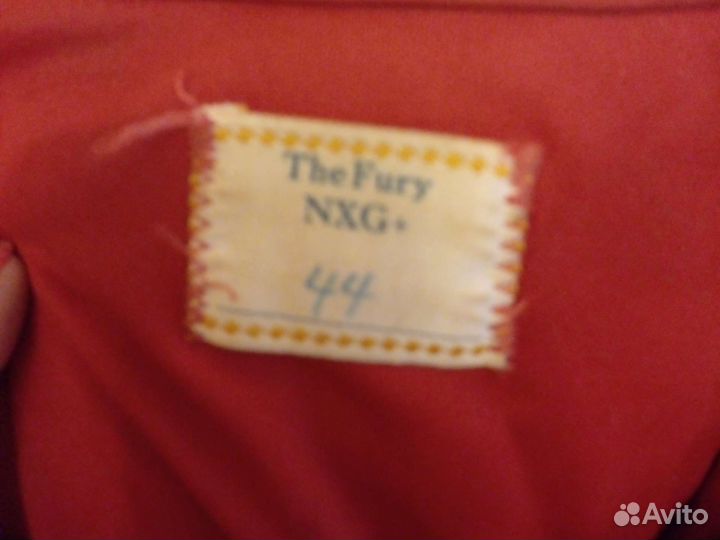 The Fury
NXG+
44
Avito